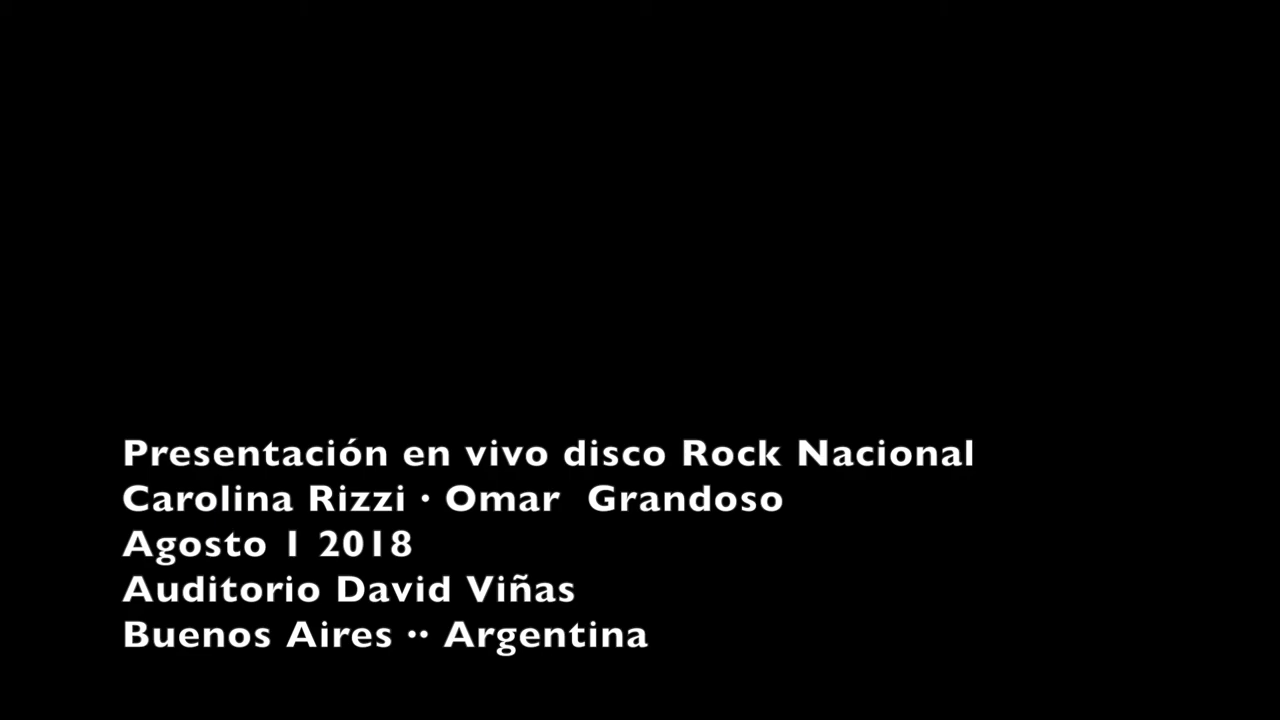 Presentación en vivo disco Rock Nacional
Carolina Rizzi · Omar  Grandoso
Agosto 1 2018
Auditorio David Viñas
Buenos Aires ·· Argentina